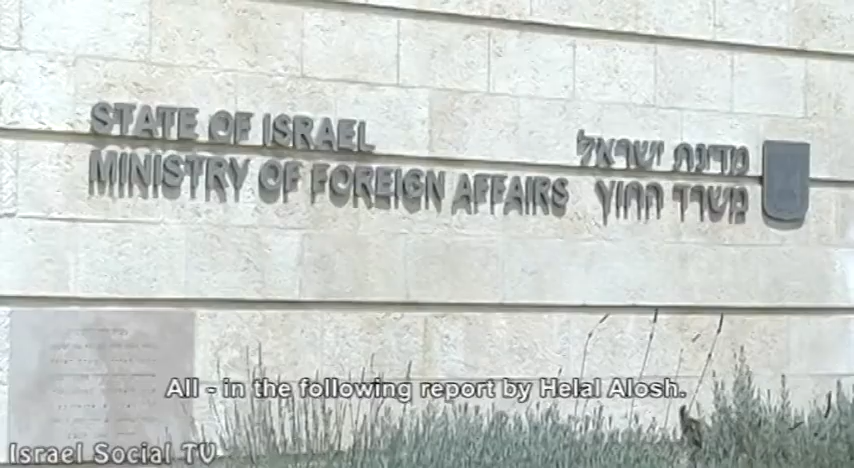 STATE OF ISRAEL
MINISTRY OF FOREIGN AFFAIRS
מדינת ישראל
משרד החוץ
All - in the following report by Helal Alosh.
Israel Social TV